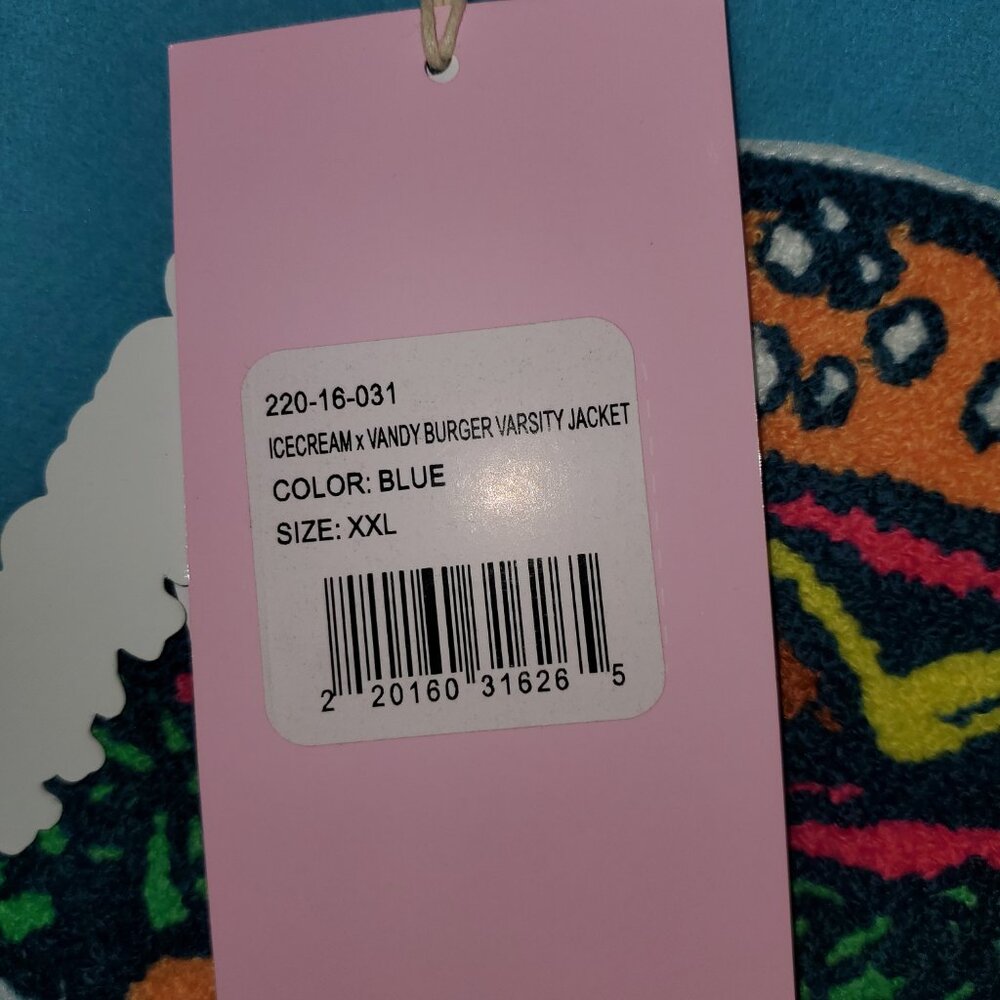 220-16-031
ICECREAM x VANDY BURGER VARSITY JACKET
COLOR: BLUE
SIZE: XXL
2 20160 31626 5